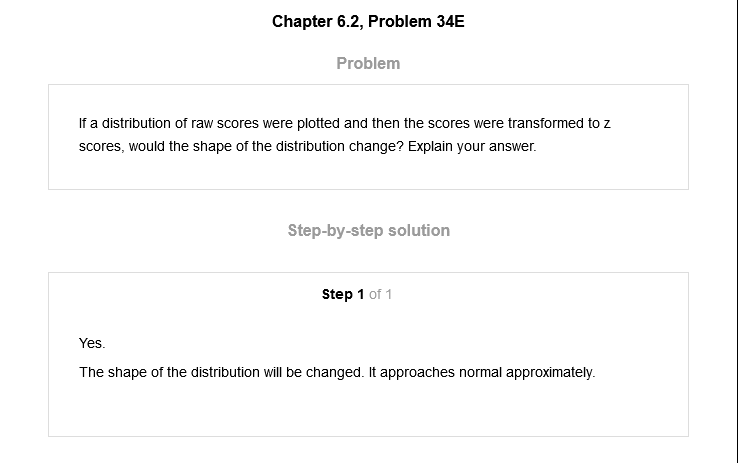 Chapter 6.2, Problem 34E
Problem
If a distribution of raw scores were plotted and then the scores were transformed to z
scores, would the shape of the distribution change? Explain your answer.
Step-by-step solution
Step 1 of 1
Yes.
The shape of the distribution will be changed. It approaches normal approximately.